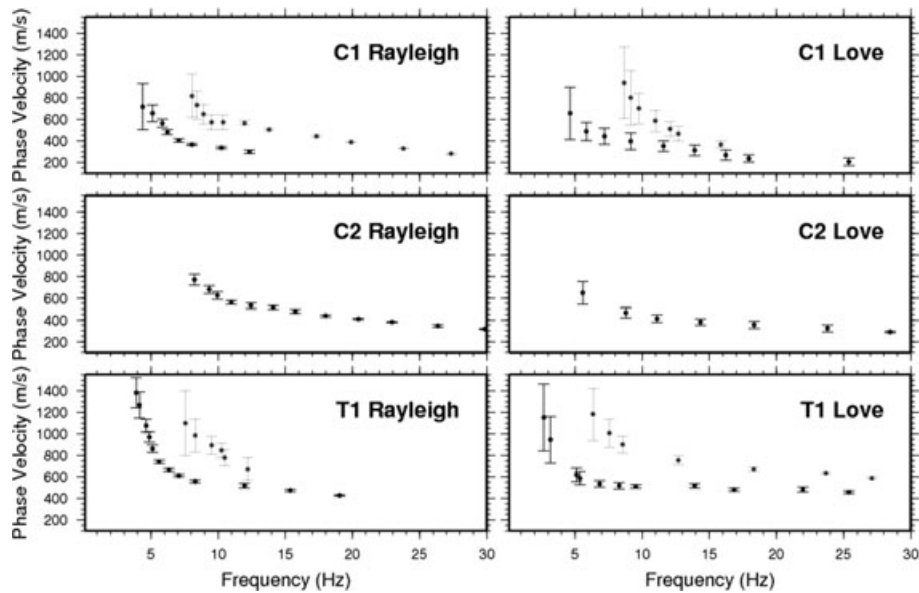 Phase Velocity (m/s)
1400
1200
1000
800
600
400
200
C1 Rayleigh
C1 Love
Phase Velocity (m/s)
1400
1200
1000
800
600
400
200
C2 Rayleigh
C2 Love
Phase Velocity (m/s)
1400
1200
1000
800
600
400
200
T1 Rayleigh
T1 Love
5 10 15 20 25 30
5 10 15 20 25 30
Frequency (Hz)
Frequency (Hz)